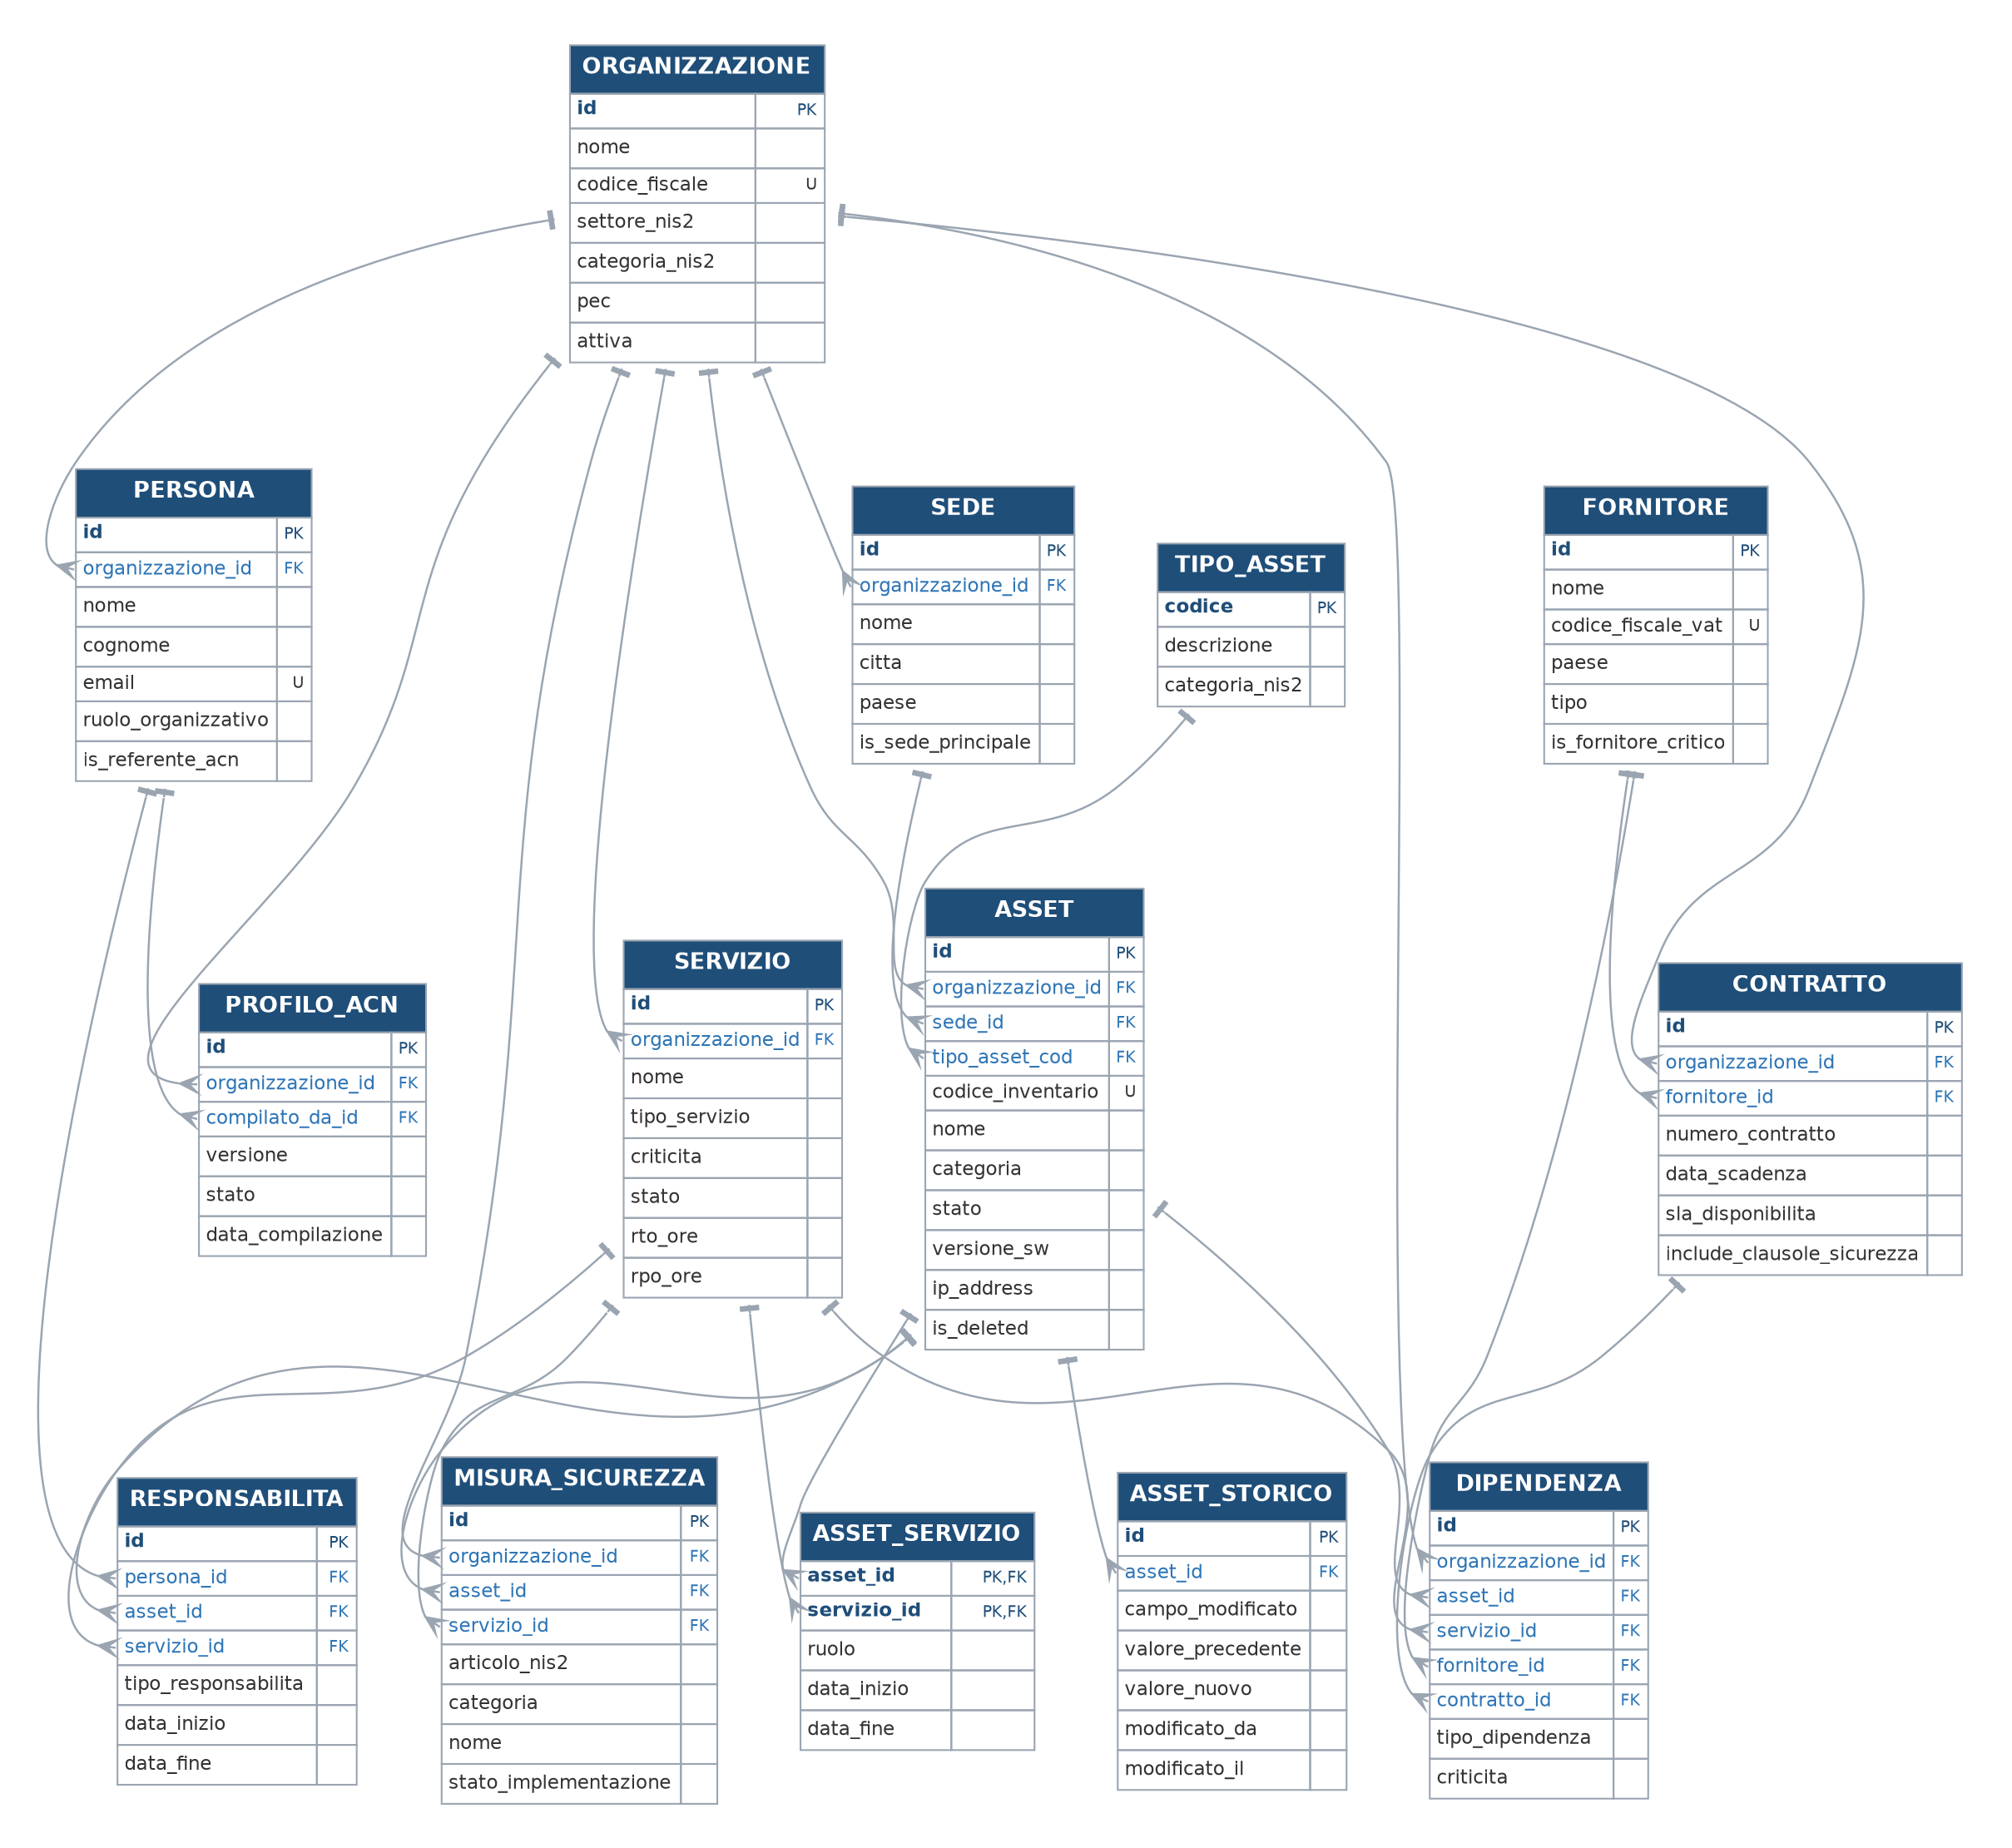 ORGANIZZAZIONE
id PK
nome
codice_fiscale U
settore_nis2
categoria_nis2
pec
attiva
PERSONA
id PK
organizzazione_id FK
nome
cognome
email U
ruolo_organizzativo
is_referente_acn
SEDE
id PK
organizzazione_id FK
nome
citta
paese
is_sede_principale
TIPO_ASSET
codice PK
descrizione
categoria_nis2
FORNITORE
id PK
nome
codice_fiscale_vat U
paese
tipo
is_fornitore_critico
PROFILO_ACN
id PK
organizzazione_id FK
compilato_da_id FK
versione
stato
data_compilazione
SERVIZIO
id PK
organizzazione_id FK
nome
tipo_servizio
criticita
stato
rto_ore
rpo_ore
ASSET
id PK
organizzazione_id FK
sede_id FK
tipo_asset_cod FK
codice_inventario U
nome
categoria
stato
versione_sw
ip_address
is_deleted
CONTRATTO
id PK
organizzazione_id FK
fornitore_id FK
numero_contratto
data_scadenza
sla_disponibilita
include_clausole_sicurezza
RESPONSABILITA
id PK
persona_id FK
asset_id FK
servizio_id FK
tipo_responsabilita
data_inizio
data_fine
MISURA_SICUREZZA
id PK
organizzazione_id FK
asset_id FK
servizio_id FK
articolo_nis2
categoria
nome
stato_implementazione
ASSET_SERVIZIO
asset_id PK,FK
servizio_id PK,FK
ruolo
data_inizio
data_fine
ASSET_STORICO
id PK
asset_id FK
campo_modificato
valore_precedente
valore_nuovo
modificato_da
modificato_il
DIPENDENZA
id PK
organizzazione_id FK
asset_id FK
servizio_id FK
fornitore_id FK
contratto_id FK
tipo_dipendenza
criticita